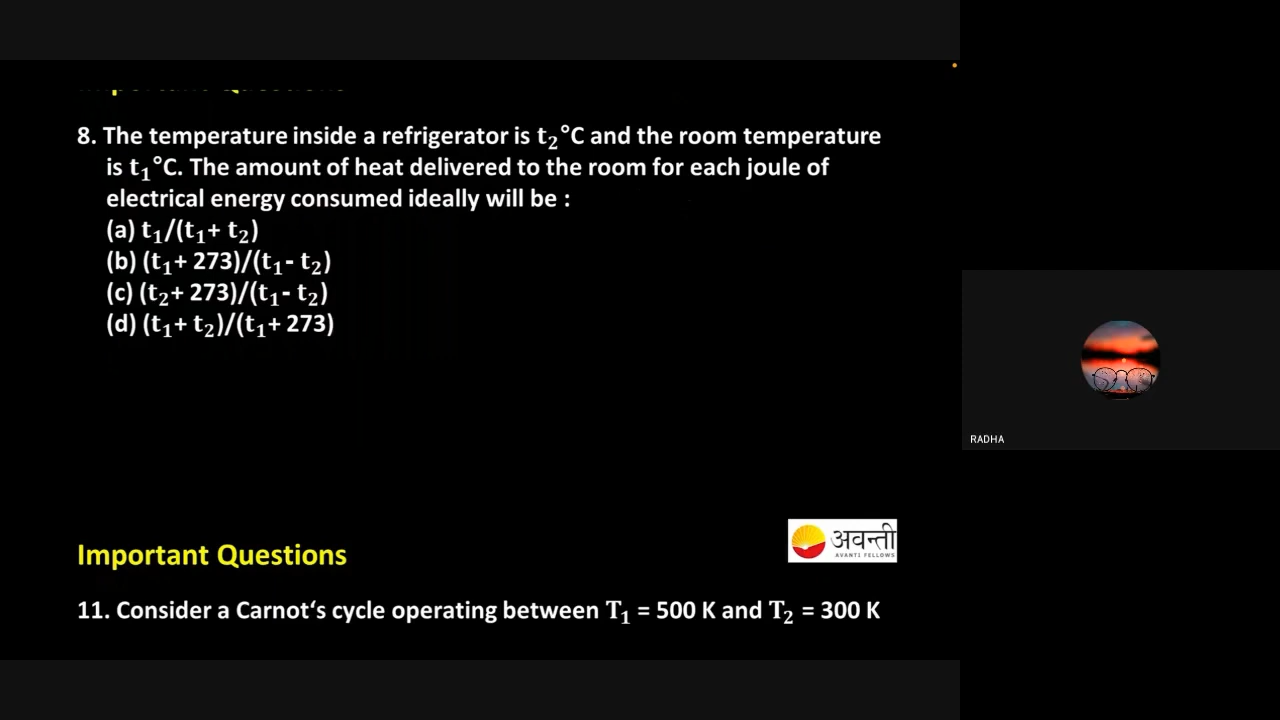 Important Questions
8. The temperature inside a refrigerator is t₂°C and the room temperature
is t₁°C. The amount of heat delivered to the room for each joule of
electrical energy consumed ideally will be :
(a) t₁/(t₁+ t₂)
(b) (t₁+ 273)/(t₁- t₂)
(c) (t₂+ 273)/(t₁- t₂)
(d) (t₁+ t₂)/(t₁+ 273)
RADHA
अवन्ती
AVANTI FELLOWS
Important Questions
11. Consider a Carnot‘s cycle operating between T₁ = 500 K and T₂ = 300 K